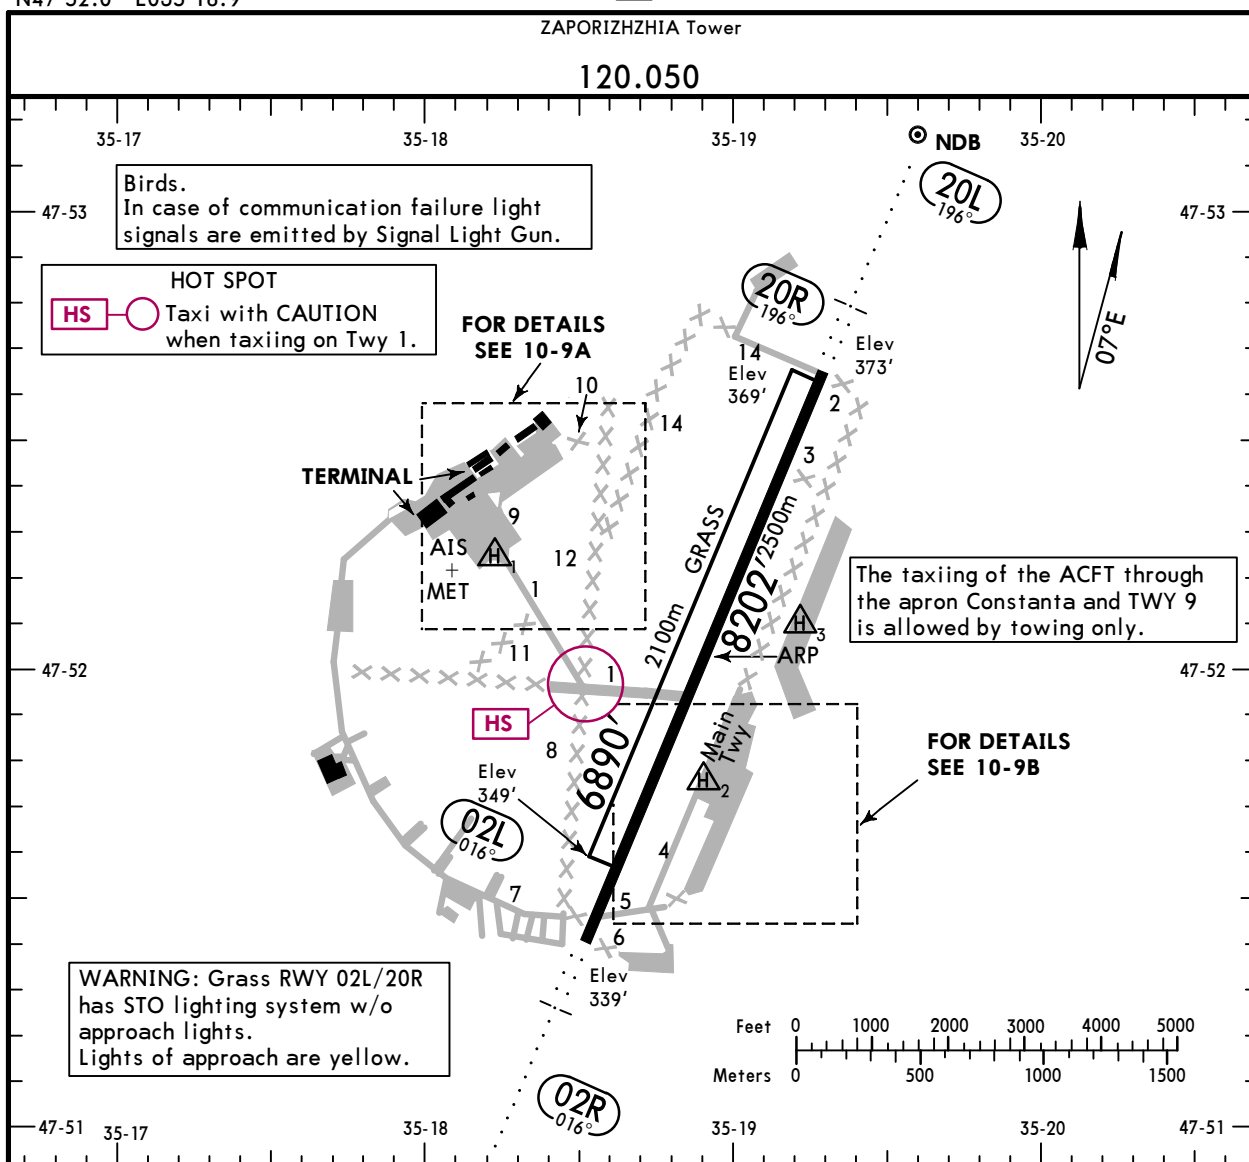 ZAPORIZHZHIA Tower
120.050
35-17
35-18
35-19
35-20
NDB
20L
196°
47-53
47-53
Birds.
In case of communication failure light
signals are emitted by Signal Light Gun.
HOT SPOT
HS
Taxi with CAUTION
when taxiing on Twy 1.
20R
196°
07°E
FOR DETAILS
SEE 10-9A
14
Elev
369'
Elev
373'
10
14
2
3
TERMINAL
9
AIS
+
MET
H
1
1
12
GRASS
2100m
6890'
8202'
2500m
The taxiing of the ACFT through
the apron Constanta and TWY 9
is allowed by towing only.
H
3
ARP
11
1
47-52
47-52
HS
8
Main
Twy
H
2
FOR DETAILS
SEE 10-9B
Elev
349'
02L
016°
4
7
5
6
WARNING: Grass RWY 02L/20R
has STO lighting system w/o
approach lights.
Lights of approach are yellow.
Elev
339'
Feet 0 1000 2000 3000 4000 5000
Meters 0 500 1000 1500
02R
016°
47-51
35-17
35-18
35-19
35-20
47-51